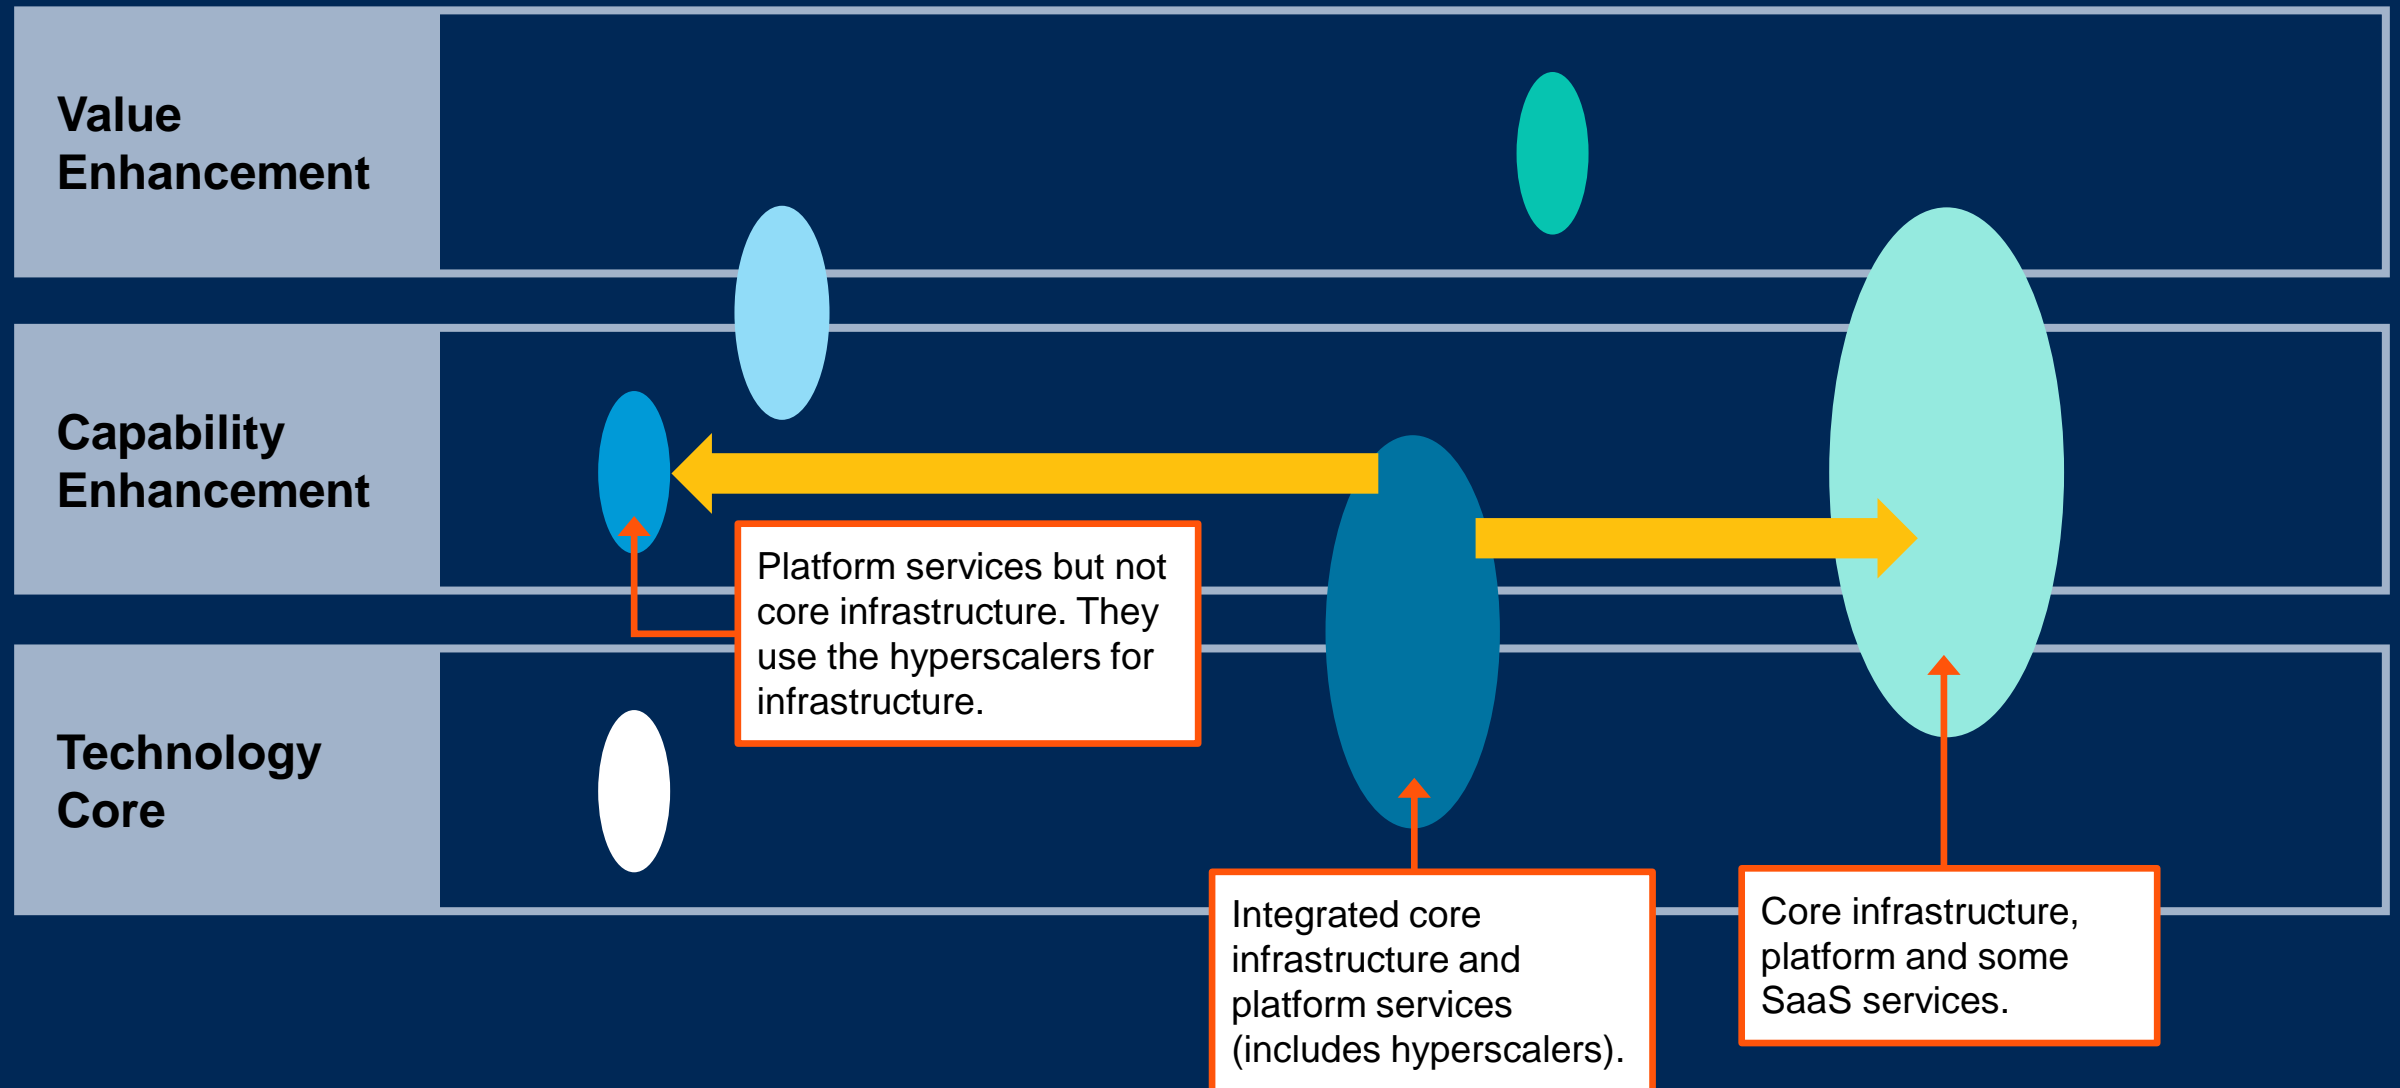 Value
Enhancement
Capability
Enhancement
Platform services but not
core infrastructure. They
use the hyperscalers for
infrastructure.
Technology
Core
Integrated core
infrastructure and
platform services
(includes hyperscalers).
Core infrastructure,
platform and some
SaaS services.